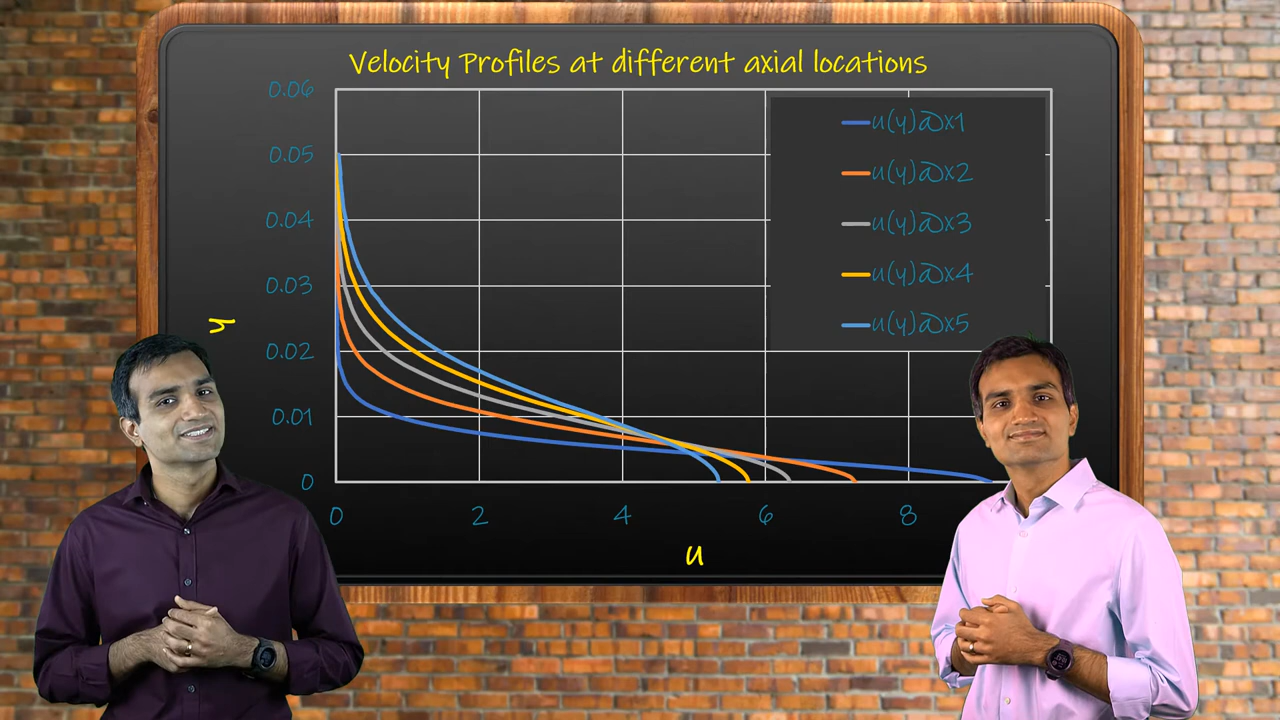 Velocity Profiles at different axial locations
0.06
0.05
0.04
0.03
0.02
0.01
0
y
0
2
4
6
8
u
u(y)@x1
u(y)@x2
u(y)@x3
u(y)@x4
u(y)@x5